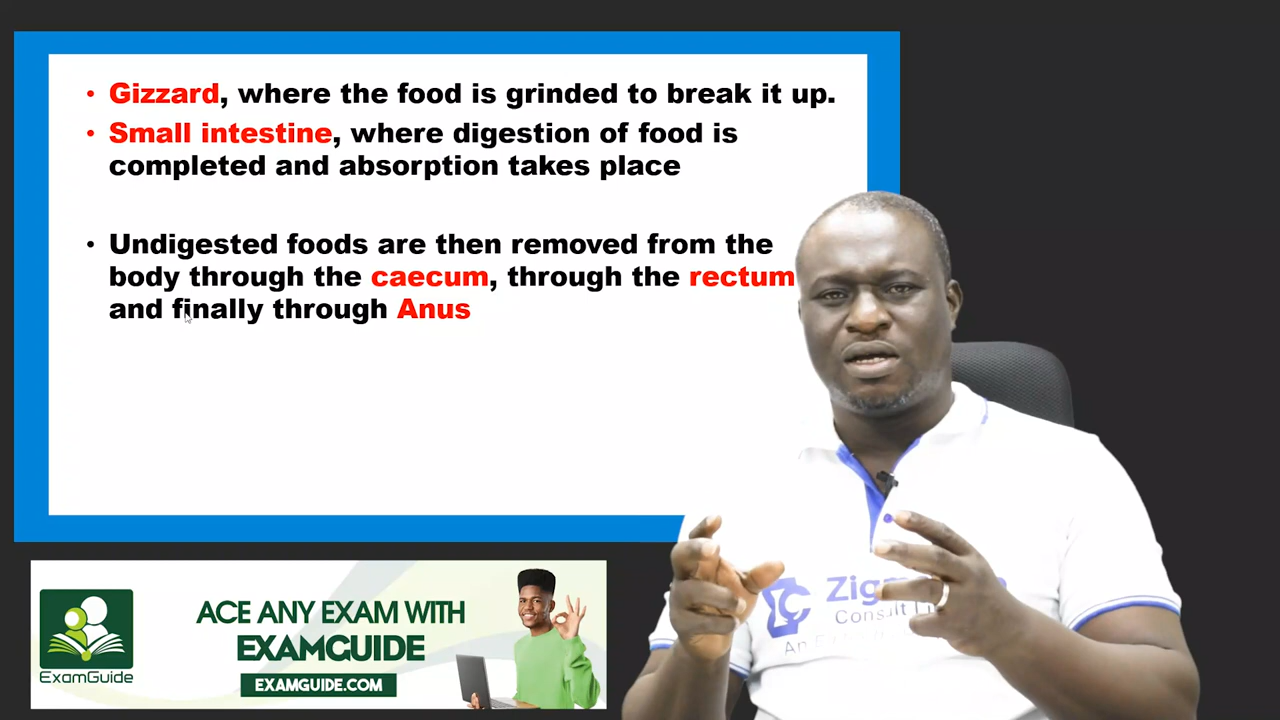 • Gizzard, where the food is grinded to break it up.
• Small intestine, where digestion of food is
completed and absorption takes place
• Undigested foods are then removed from the
body through the caecum, through the rectum
and finally through Anus
ACE ANY EXAM WITH
EXAMGUIDE
EXAMGUIDE.COM
ExamGuide
Consult